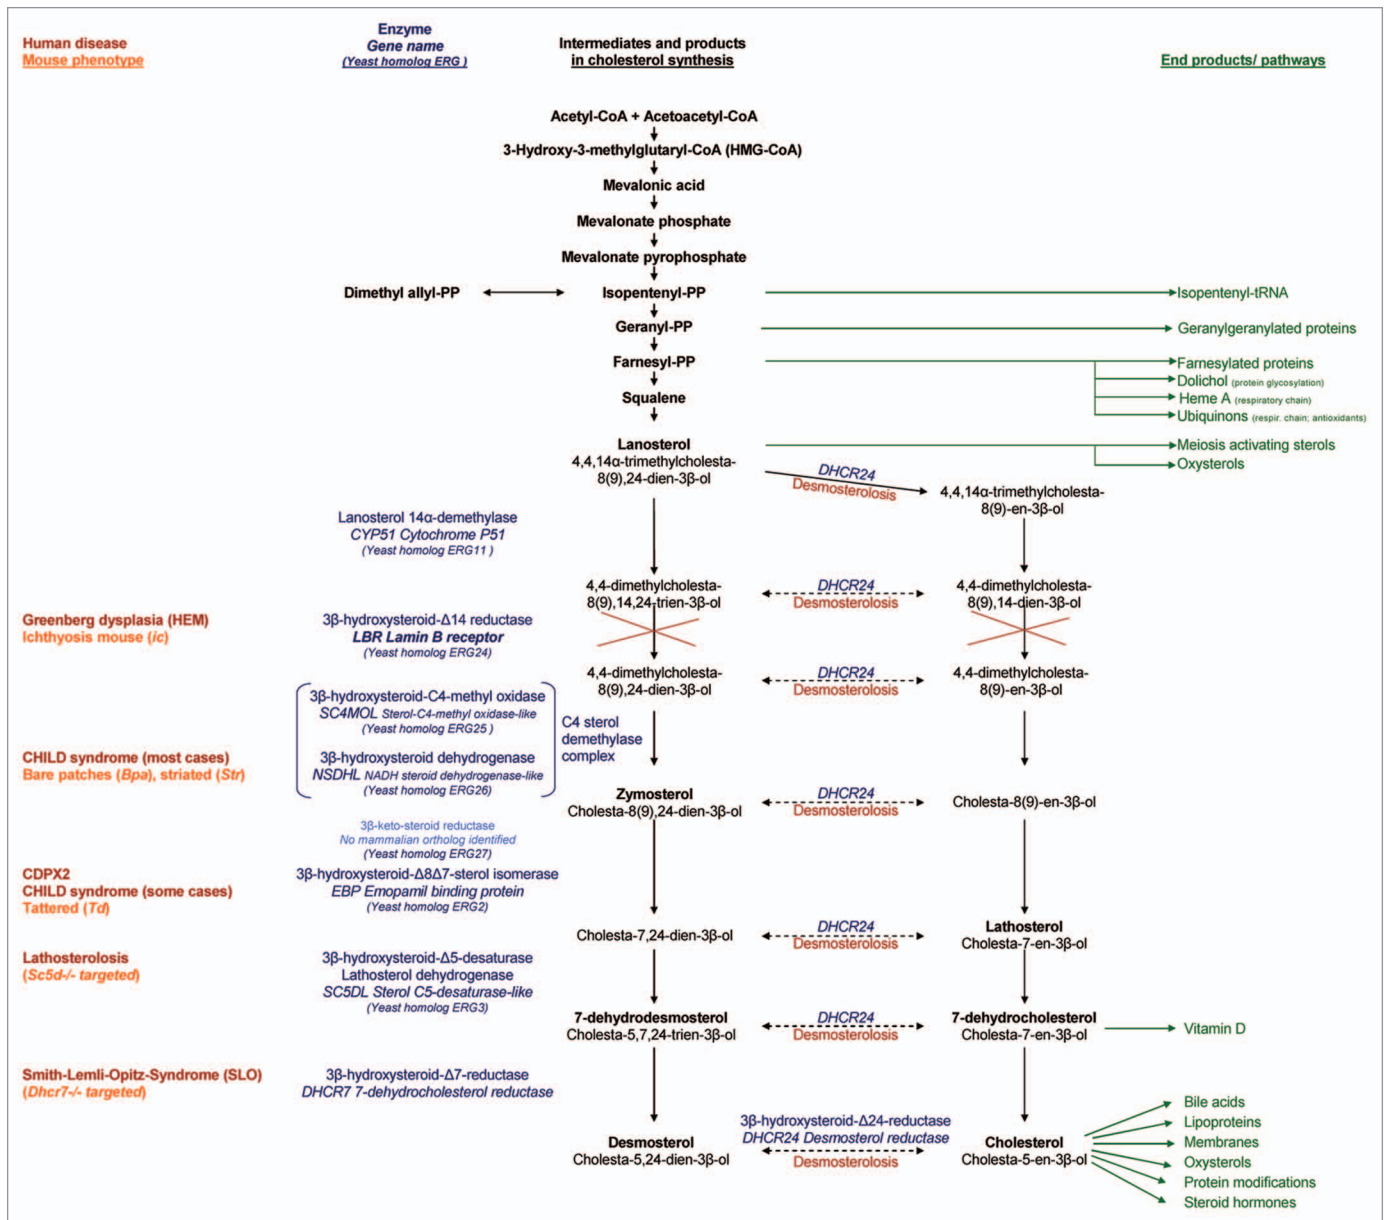 Human disease
Mouse phenotype
Enzyme
Gene name
(Yeast homolog ERG )
Intermediates and products
in cholesterol synthesis
End products/ pathways
Acetyl-CoA + Acetoacetyl-CoA
3-Hydroxy-3-methylglutaryl-CoA (HMG-CoA)
Mevalonic acid
Mevalonate phosphate
Mevalonate pyrophosphate
Dimethyl allyl-PP
Isopentenyl-PP
Isopentenyl-tRNA
Geranyl-PP
Geranylgeranylated proteins
Farnesyl-PP
Farnesylated proteins
Dolichol (protein glycosylation)
Heme A (respiratory chain)
Ubiquinons (respir. chain; antioxidants)
Squalene
Lanosterol
4,4,14α-trimethylcholesta-
8(9),24-dien-3β-ol
Meiosis activating sterols
Oxysterols
DHCR24
Desmosterolosis
4,4,14α-trimethylcholesta-
8(9)-en-3β-ol
Lanosterol 14α-demethylase
CYP51 Cytochrome P51
(Yeast homolog ERG11 )
4,4-dimethylcholesta-
8(9),14,24-trien-3β-ol
DHCR24
Desmosterolosis
4,4-dimethylcholesta-
8(9),14-dien-3β-ol
Greenberg dysplasia (HEM)
Ichthyosis mouse (ic)
3β-hydroxysteroid-Δ14 reductase
LBR Lamin B receptor
(Yeast homolog ERG24)
4,4-dimethylcholesta-
8(9),24-dien-3β-ol
DHCR24
Desmosterolosis
4,4-dimethylcholesta-
8(9)-en-3β-ol
3β-hydroxysteroid-C4-methyl oxidase
SC4MOL Sterol-C4-methyl oxidase-like
(Yeast homolog ERG25 )
C4 sterol
demethylase
complex
CHILD syndrome (most cases)
Bare patches (Bpa), striated (Str)
3β-hydroxysteroid dehydrogenase
NSDHL NADH steroid dehydrogenase-like
(Yeast homolog ERG26)
Zymosterol
Cholesta-8(9),24-dien-3β-ol
DHCR24
Desmosterolosis
Cholesta-8(9)-en-3β-ol
3β-keto-steroid reductase
No mammalian ortholog identified
(Yeast homolog ERG27)
CDPX2
CHILD syndrome (some cases)
Tattered (Td)
3β-hydroxysteroid-Δ8Δ7-sterol isomerase
EBP Emopamil binding protein
(Yeast homolog ERG2)
Cholesta-7,24-dien-3β-ol
DHCR24
Desmosterolosis
Lathosterol
Cholesta-7-en-3β-ol
Lathosterolosis
(Sc5d-/- targeted)
3β-hydroxysteroid-Δ5-desaturase
Lathosterol dehydrogenase
SC5DL Sterol C5-desaturase-like
(Yeast homolog ERG3)
7-dehydrodesmosterol
Cholesta-5,7,24-trien-3β-ol
DHCR24
Desmosterolosis
7-dehydrocholesterol
Cholesta-7-en-3β-ol
Vitamin D
Smith-Lemli-Opitz-Syndrome (SLO)
(Dhcr7-/- targeted)
3β-hydroxysteroid-Δ7-reductase
DHCR7 7-dehydrocholesterol reductase
Desmosterol
Cholesta-5,24-dien-3β-ol
3β-hydroxysteroid-Δ24-reductase
DHCR24 Desmosterol reductase
Desmosterolosis
Cholesterol
Cholesta-5-en-3β-ol
Bile acids
Lipoproteins
Membranes
Oxysterols
Protein modifications
Steroid hormones